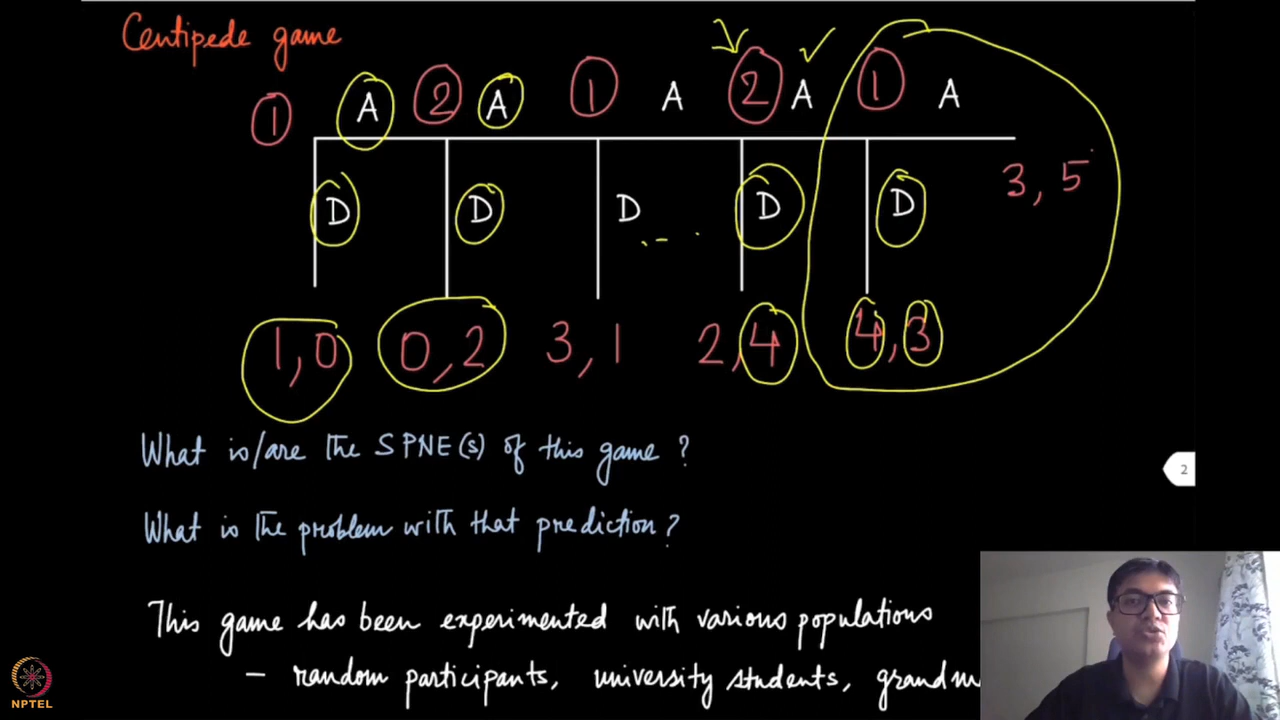 Centipede game
1 A 2 A 1 A 2 A 1 A
D D D D D 3, 5
1, 0 0, 2 3, 1 2, 4 4, 3
What is/are the SPNE(s) of this game?
What is the problem with that prediction?
2
This game has been experimented with various populations
- random participants, university students,
NPTEL